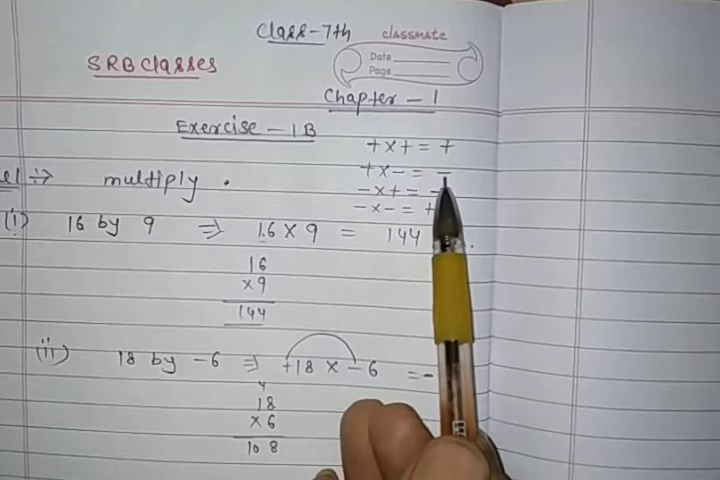 Class-7th
classmate
Date
Page
SRB Classes
Chapter - 1
Exercise - 1B
+ x + = +
+ x - = -
- x + = -
- x - = +
multiply .
(i) 16 by 9 ⇒ 16 x 9 = 144
16
x 9
144
(ii) 18 by -6 ⇒ +18 x -6 = -
4
18
x 6
108